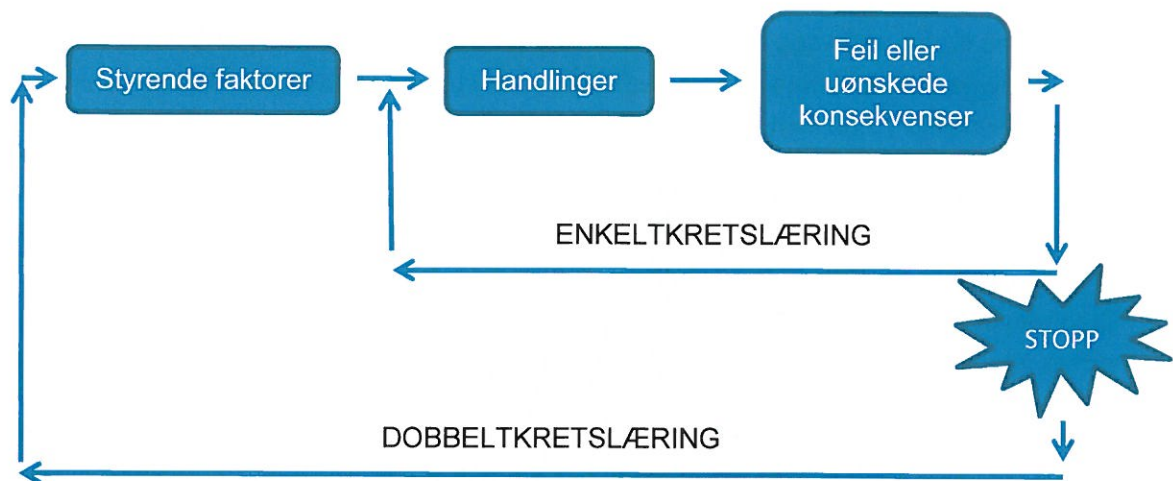 Styrende faktorer
Handlinger
Feil eller
uønskede
konsekvenser
ENKELTKRETSLÆRING
STOPP
DOBBELTKRETSLÆRING